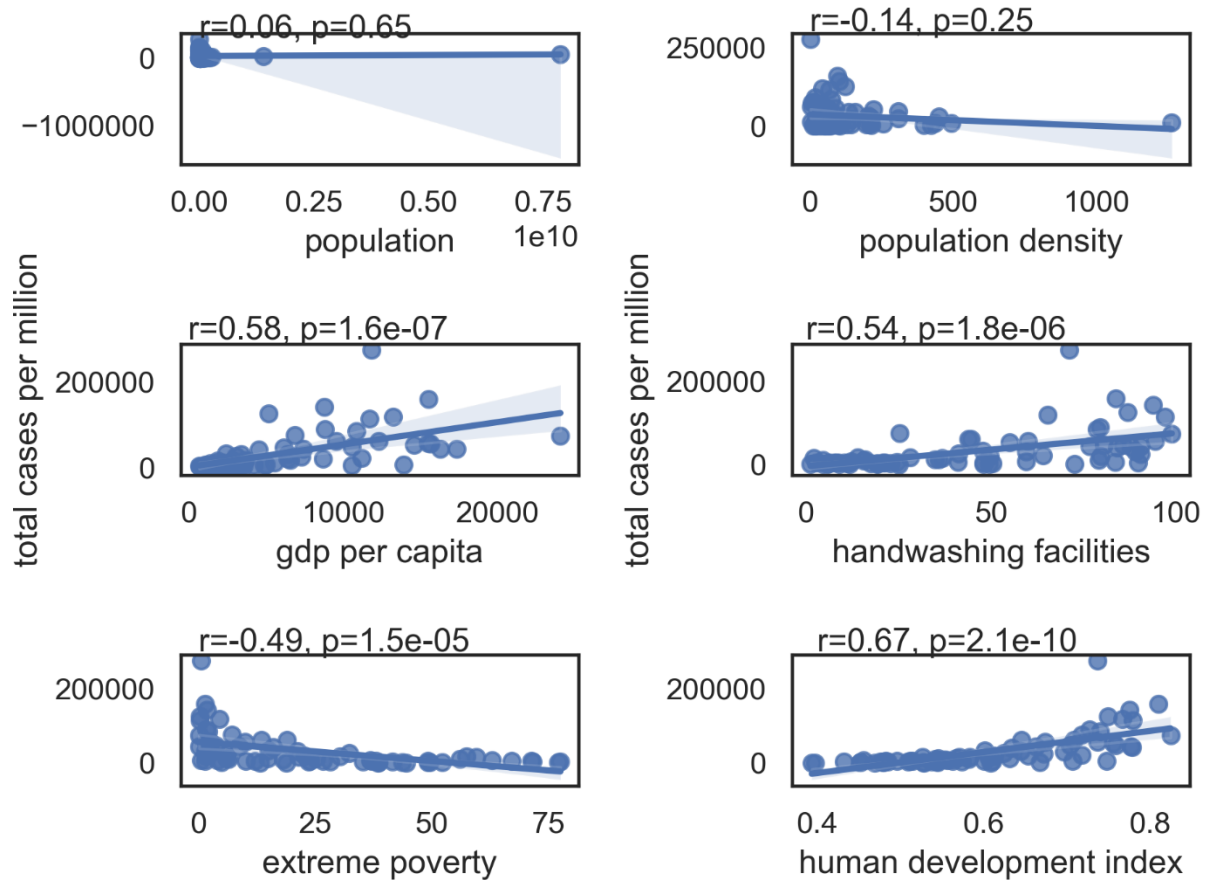 r=0.06, p=0.65
0
−1000000
0.00 0.25 0.50 0.75
1e10
population
r=-0.14, p=0.25
250000
0
0 500 1000
population density
total cases per million
r=0.58, p=1.6e-07
200000
0
0 10000 20000
gdp per capita
total cases per million
r=0.54, p=1.8e-06
200000
0
0 50 100
handwashing facilities
r=-0.49, p=1.5e-05
200000
0
0 25 50 75
extreme poverty
r=0.67, p=2.1e-10
200000
0
0.4 0.6 0.8
human development index